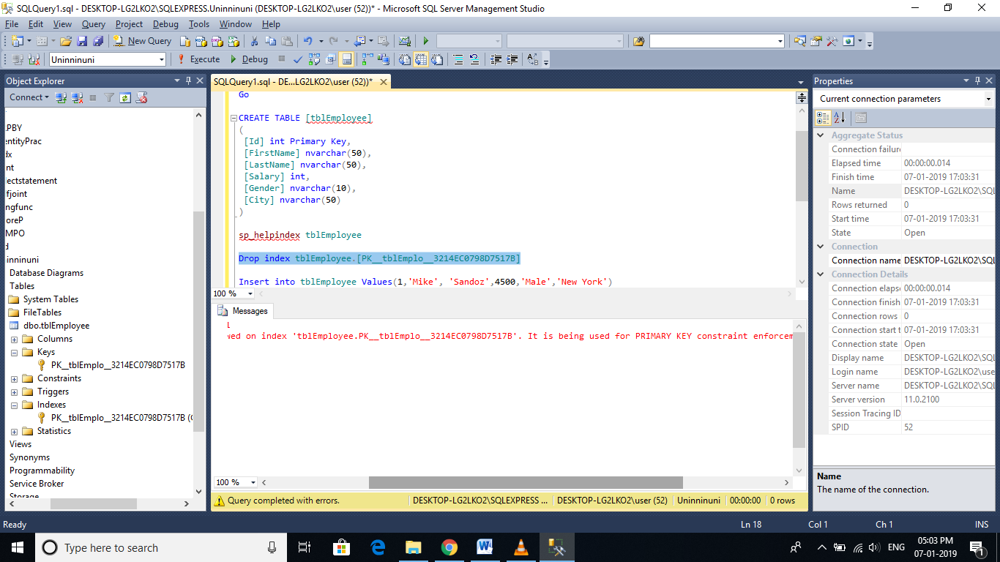 SQLQuery1.sql - DESKTOP-LG2LKO2\SQLEXPRESS.Uninninuni (DESKTOP-LG2LKO2\user (52))* - Microsoft SQL Server Management Studio
File Edit View Query Project Debug Tools Window Help
New Query
Uninninuni Execute Debug
Object Explorer
Connect
.PBY
entityPrac
dx
nt
lectstatement
lfjoint
ngfunc
oreP
MPO
d
inninuni
Database Diagrams
Tables
System Tables
FileTables
dbo.tblEmployee
Columns
Keys
PK__tblEmplo__3214EC0798D7517B
Constraints
Triggers
Indexes
PK__tblEmplo__3214EC0798D7517B (C
Statistics
Views
Synonyms
Programmability
Service Broker
Storage
SQLQuery1.sql - DE...LG2LKO2\user (52))*
Go
CREATE TABLE [tblEmployee]
(
[Id] int Primary Key,
[FirstName] nvarchar(50),
[LastName] nvarchar(50),
[Salary] int,
[Gender] nvarchar(10),
[City] nvarchar(50)
)
sp_helpindex tblEmployee
Drop index tblEmployee.[PK__tblEmplo__3214EC0798D7517B]
Insert into tblEmployee Values(1,'Mike', 'Sandoz',4500,'Male','New York')
100 %
Messages
wed on index 'tblEmployee.PK__tblEmplo__3214EC0798D7517B'. It is being used for PRIMARY KEY constraint enforcem
100 %
Query completed with errors.
DESKTOP-LG2LKO2\SQLEXPRESS ...
DESKTOP-LG2LKO2\user (52)
Uninninuni
00:00:00
0 rows
Properties
Current connection parameters
Aggregate Status
Connection failure
Elapsed time 00:00:00.014
Finish time 07-01-2019 17:03:31
Name DESKTOP-LG2LKO2\SQL
Rows returned 0
Start time 07-01-2019 17:03:31
State Open
Connection
Connection name DESKTOP-LG2LKO2\SQL
Connection Details
Connection elapse 00:00:00.014
Connection finish 07-01-2019 17:03:31
Connection rows 0
Connection start t 07-01-2019 17:03:31
Connection state Open
Display name DESKTOP-LG2LKO2\SQL
Login name DESKTOP-LG2LKO2\use
Server name DESKTOP-LG2LKO2\SQL
Server version 11.0.2100
Session Tracing ID
SPID 52
Name
The name of the connection.
Ready
Ln 18 Col 1 Ch 1 INS
Type here to search
ENG
05:03 PM
07-01-2019
1